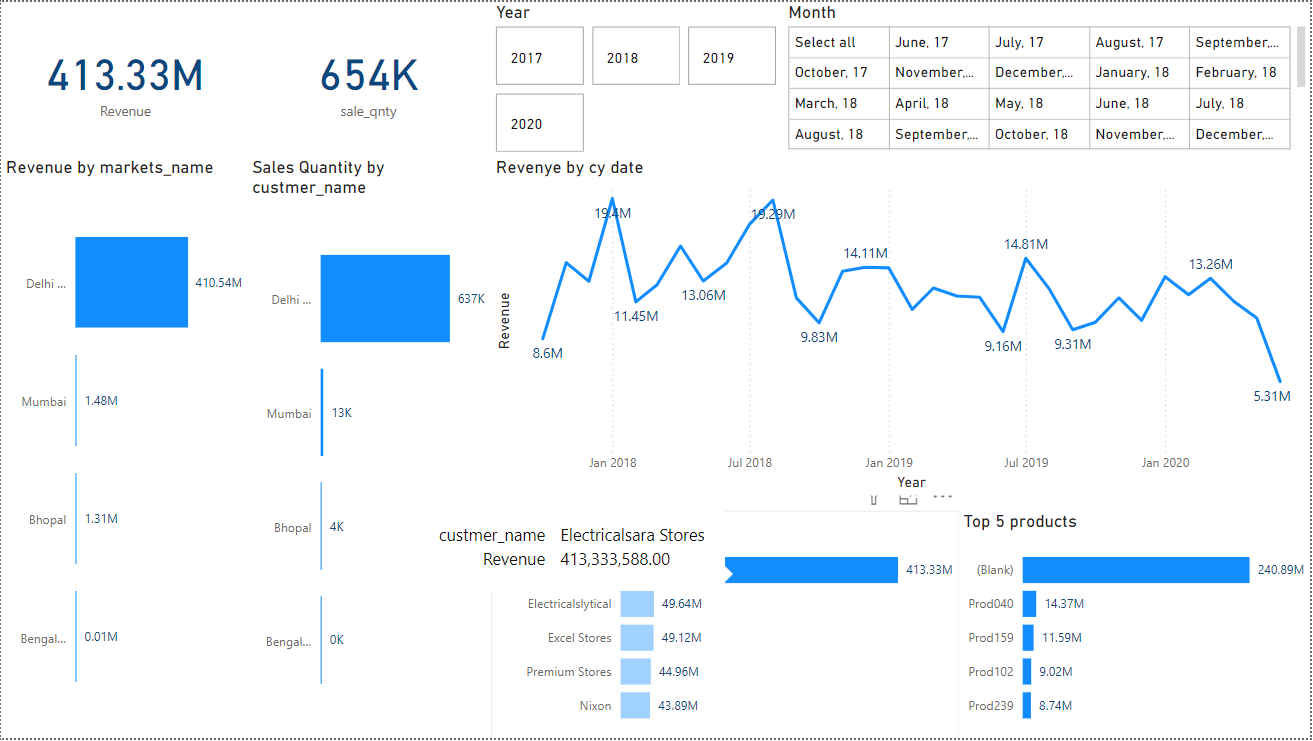 Year
Month
2017
2018
2019
2020
Select all
June, 17
July, 17
August, 17
September,...
October, 17
November,...
December,...
January, 18
February, 18
March, 18
April, 18
May, 18
June, 18
July, 18
August, 18
September,...
October, 18
November,...
December,...
413.33M
Revenue
654K
sale_qnty
Revenue by markets_name
Delhi ...
410.54M
Mumbai
1.48M
Bhopal
1.31M
Bengal...
0.01M
Sales Quantity by
custmer_name
Delhi ...
637K
Mumbai
13K
Bhopal
4K
Bengal...
0K
Revenye by cy date
Revenue
8.6M
19.4M
11.45M
13.06M
19.29M
9.83M
14.11M
9.16M
14.81M
9.31M
13.26M
5.31M
Jan 2018
Jul 2018
Jan 2019
Jul 2019
Jan 2020
Year
custmer_name Electricalsara Stores
Revenue 413,333,588.00
413.33M
Electricalslytical
49.64M
Excel Stores
49.12M
Premium Stores
44.96M
Nixon
43.89M
Top 5 products
(Blank)
240.89M
Prod040
14.37M
Prod159
11.59M
Prod102
9.02M
Prod239
8.74M